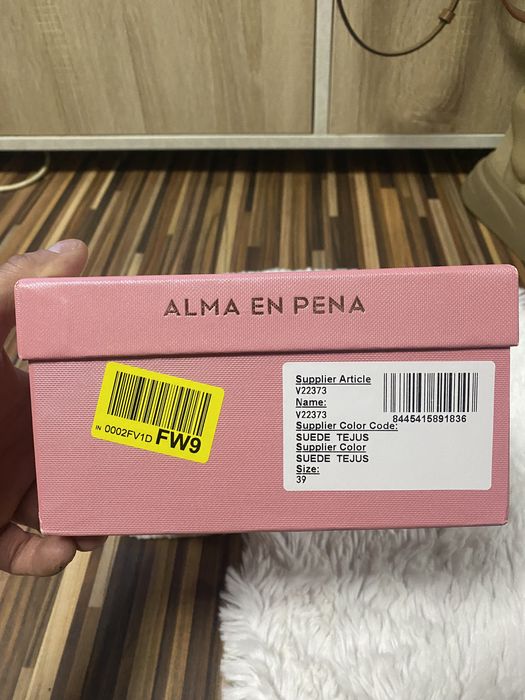 ALMA EN PENA
IN 0002FV1D FW9
Supplier Article
V22373
Name:
V22373
8445415891836
Supplier Color Code:
SUEDE TEJUS
Supplier Color
SUEDE TEJUS
Size:
39